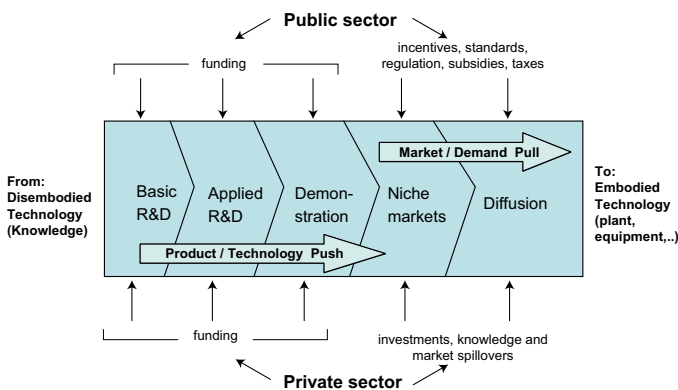 Public sector
funding
incentives, standards,
regulation, subsidies, taxes
Market / Demand Pull
From:
Disembodied
Technology
(Knowledge)
Basic
R&D
Applied
R&D
Demon-
stration
Niche
markets
Diffusion
To:
Embodied
Technology
(plant,
equipment,..)
Product / Technology Push
funding
investments, knowledge and
market spillovers
Private sector